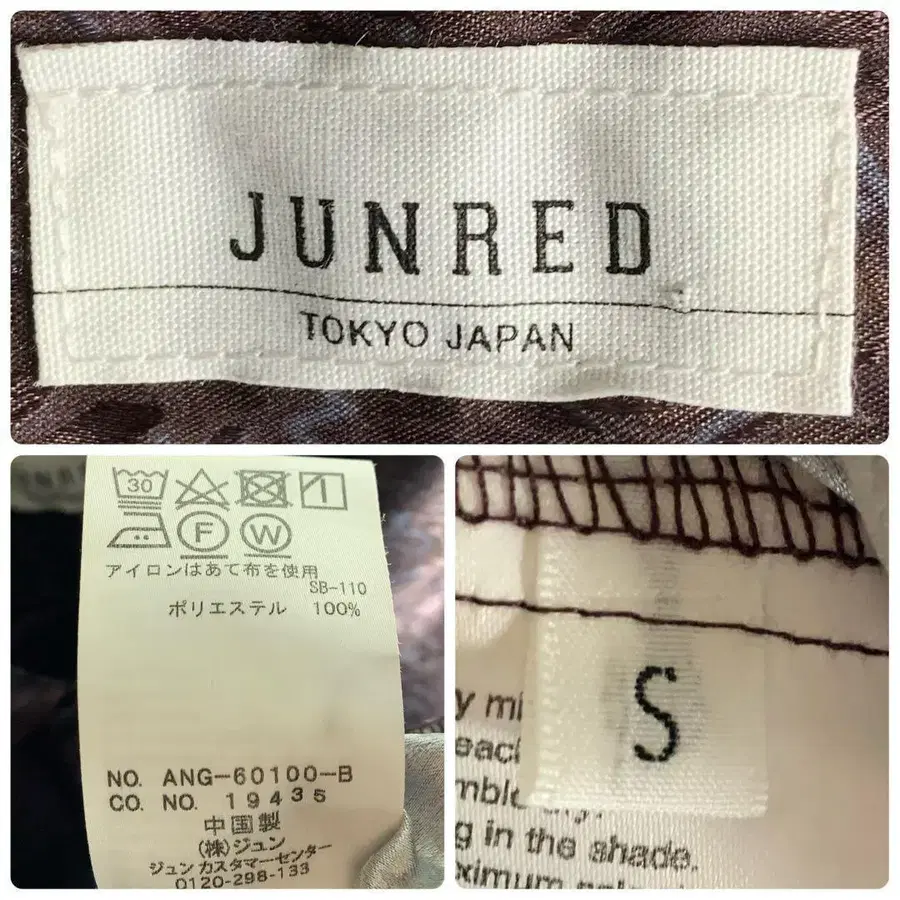 JUNRED
TOKYO JAPAN
30
F W
アイロンはあて布を使用
SB-110
ポリエステル 100%
NO. ANG-60100-B
CO. NO. 19435
中国製
(株)ジュン
ジュン カスタマーセンター
0120-298-133
S
g in the shade.